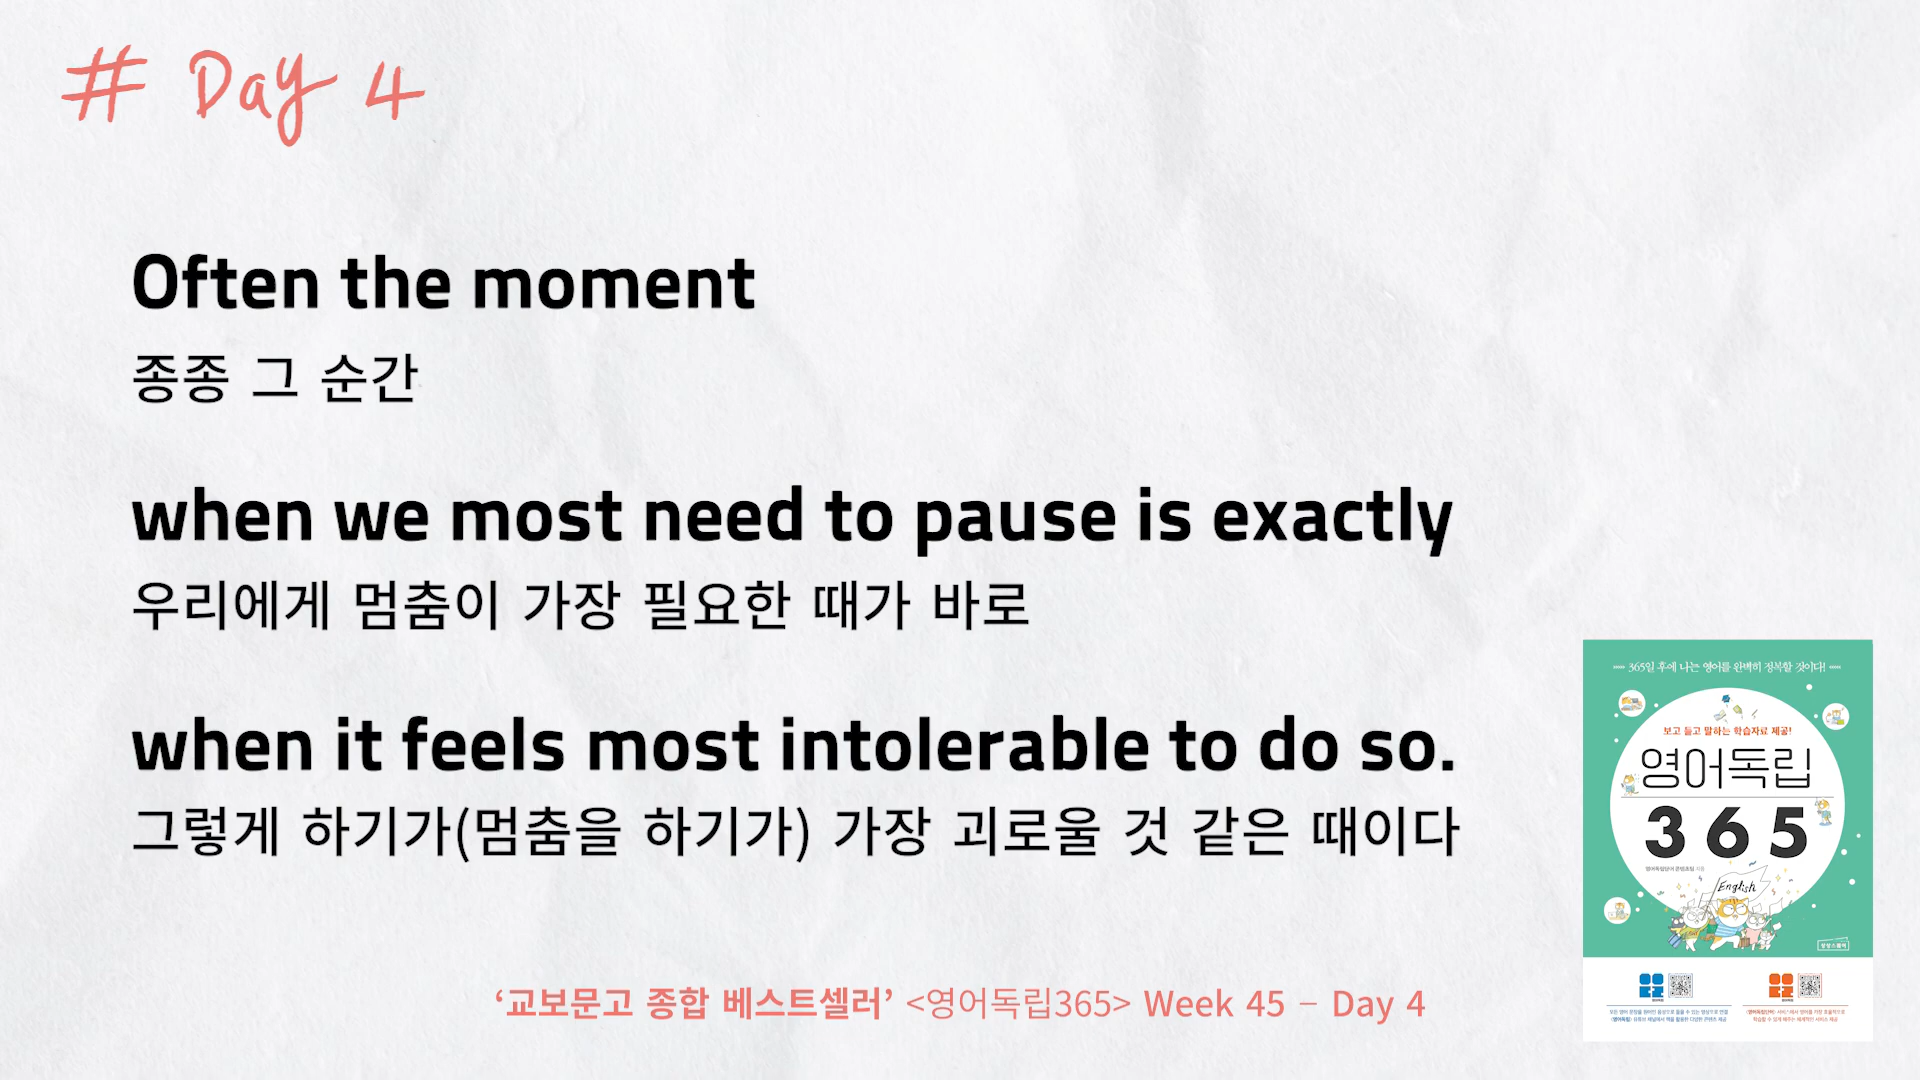 # Day 4
Often the moment
종종 그 순간
when we most need to pause is exactly
우리에게 멈춤이 가장 필요한 때가 바로
when it feels most intolerable to do so.
그렇게 하기가(멈춤을 하기가) 가장 괴로울 것 같은 때이다
365일 후에 나는 영어를 완벽히 정복할 것이다!
보고 듣고 말하는 학습자료 제공!
영어독립
365
English
‘교보문고 종합 베스트셀러’ <영어독립365> Week 45 – Day 4